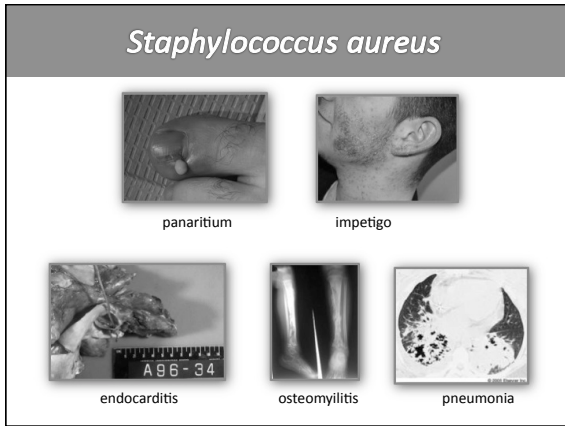 Staphylococcus aureus
panaritium
impetigo
A96-34
endocarditis
osteomyilitis
pneumonia